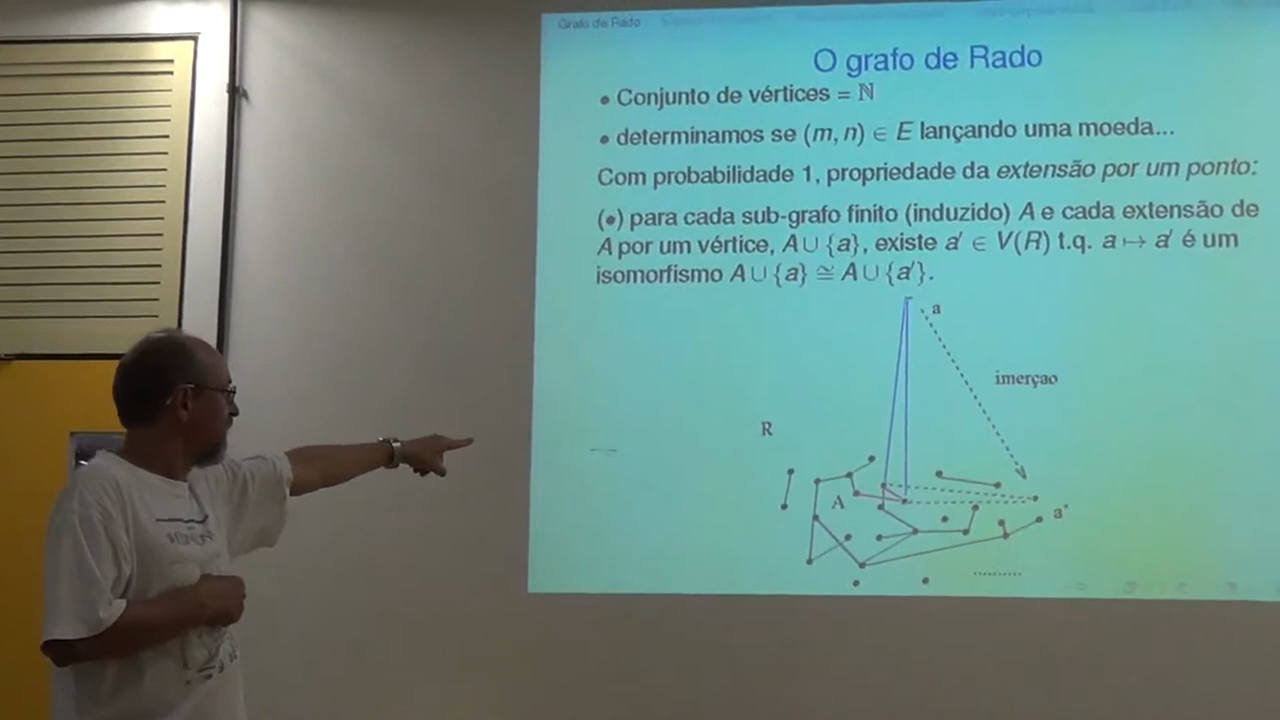 Grafo de Rado
O grafo de Rado
• Conjunto de vértices = ℕ
• determinamos se (m, n) ∈ E lançando uma moeda...
Com probabilidade 1, propriedade da extensão por um ponto:
(•) para cada sub-grafo finito (induzido) A e cada extensão de
A por um vértice, A ∪ {a}, existe a′ ∈ V(R) t.q. a ↦ a′ é um
isomorfismo A ∪ {a} ≅ A ∪ {a′}.
a
imerçao
R
A
a'
.........